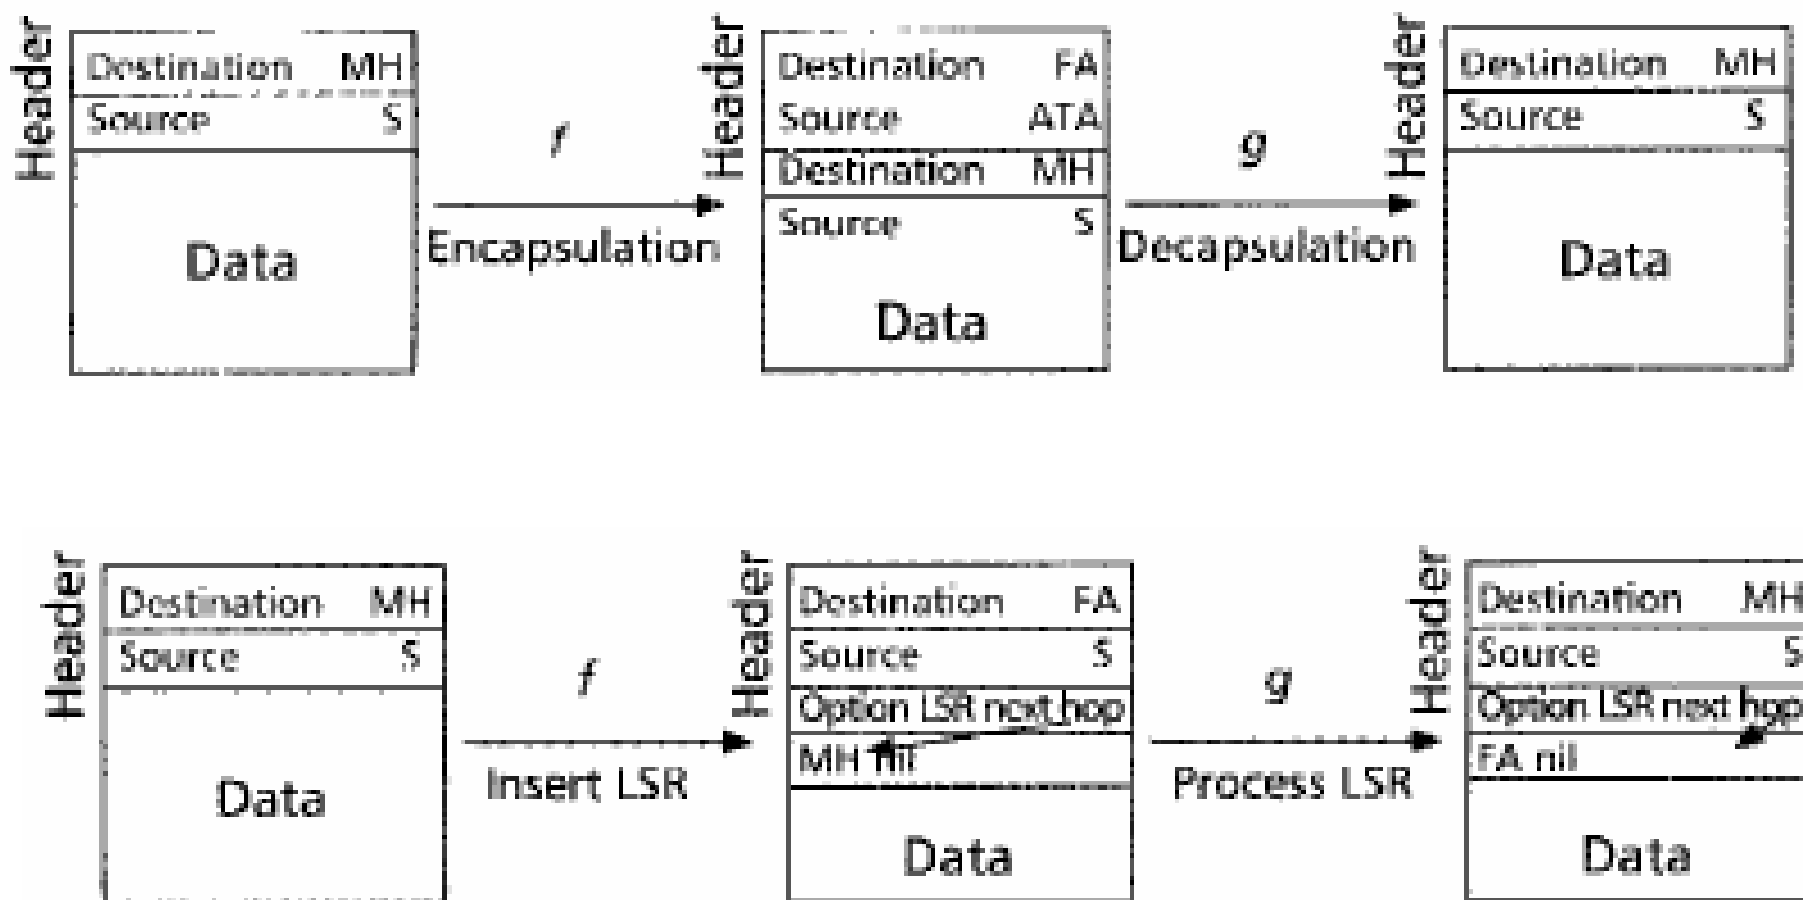 Header
Destination MH
Source S
Data
f
Encapsulation
Header
Destination FA
Source ATA
Destination MH
Source S
Data
g
Decapsulation
Header
Destination MH
Source S
Data
Header
Destination MH
Source S
Data
f
Insert LSR
Header
Destination FA
Source S
Option LSR next hop
MH nil
Data
g
Process LSR
Header
Destination MH
Source S
Option LSR next hop
FA nil
Data